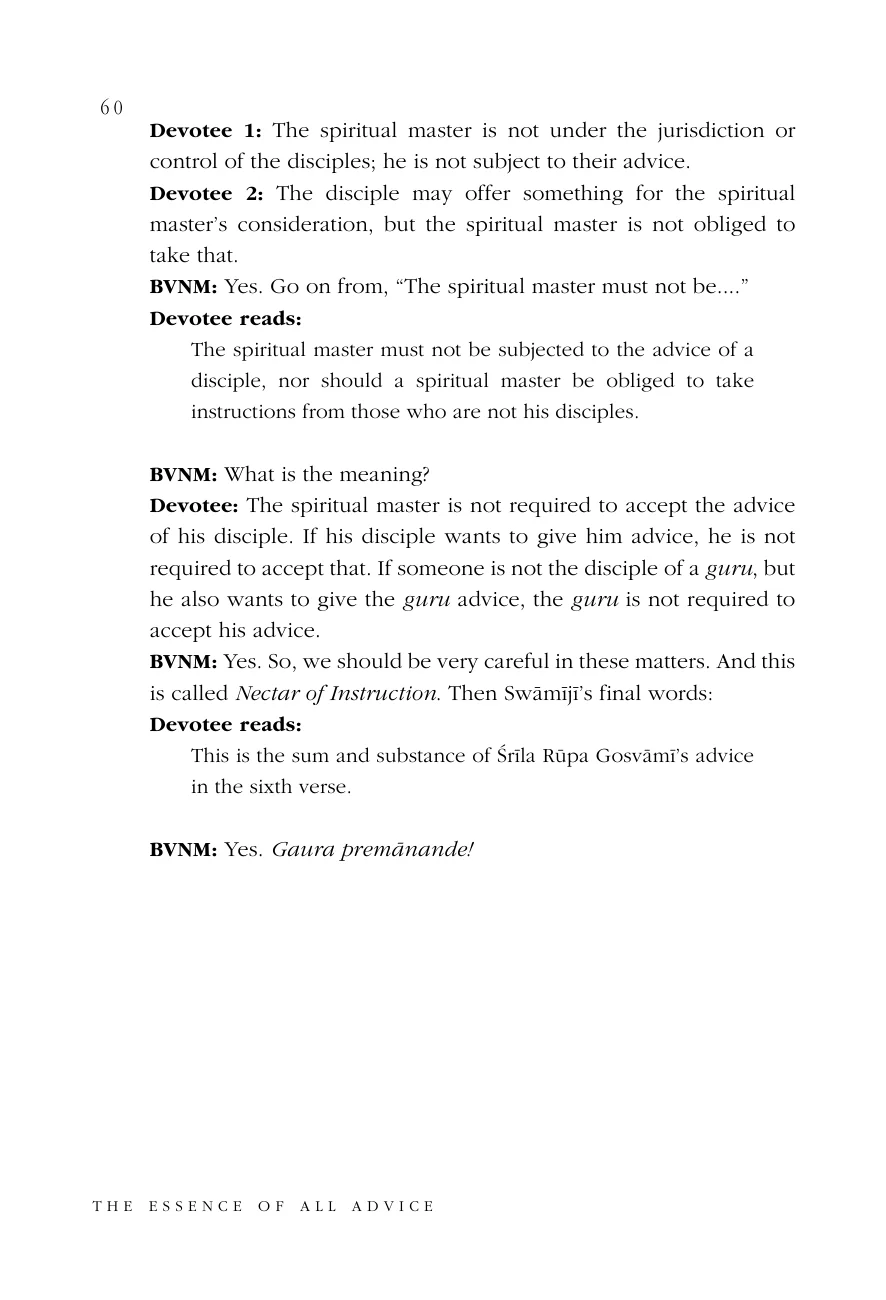 60
Devotee 1: The spiritual master is not under the jurisdiction or
control of the disciples; he is not subject to their advice.
Devotee 2: The disciple may offer something for the spiritual
master’s consideration, but the spiritual master is not obliged to
take that.
BVNM: Yes. Go on from, “The spiritual master must not be....”
Devotee reads:
The spiritual master must not be subjected to the advice of a
disciple, nor should a spiritual master be obliged to take
instructions from those who are not his disciples.
BVNM: What is the meaning?
Devotee: The spiritual master is not required to accept the advice
of his disciple. If his disciple wants to give him advice, he is not
required to accept that. If someone is not the disciple of a guru, but
he also wants to give the guru advice, the guru is not required to
accept his advice.
BVNM: Yes. So, we should be very careful in these matters. And this
is called Nectar of Instruction. Then Swāmījī’s final words:
Devotee reads:
This is the sum and substance of Śrīla Rūpa Gosvāmī’s advice
in the sixth verse.
BVNM: Yes. Gaura premānande!
THE ESSENCE OF ALL ADVICE